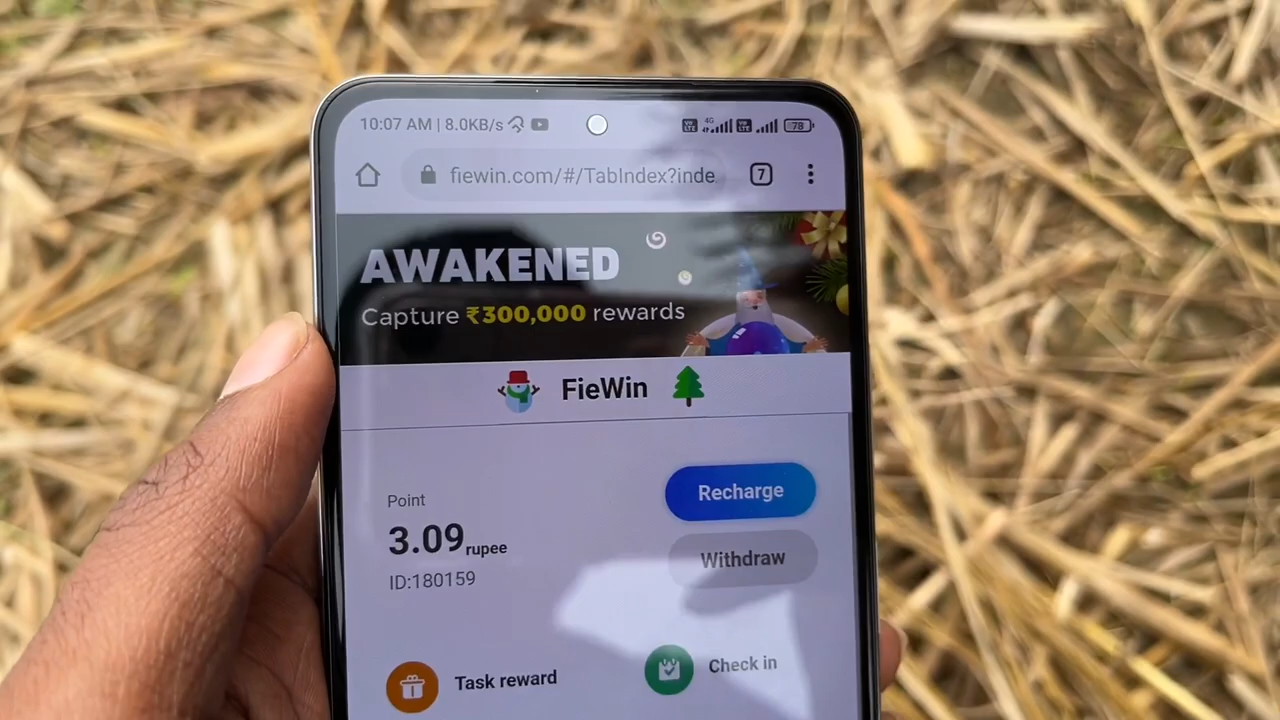 10:07 AM | 8.0KB/s
4G
78
fiewin.com/#/TabIndex?inde
7
AWAKENED
Capture ₹300,000 rewards
FieWin
Point
3.09 rupee
Recharge
ID:180159
Withdraw
Task reward
Check in